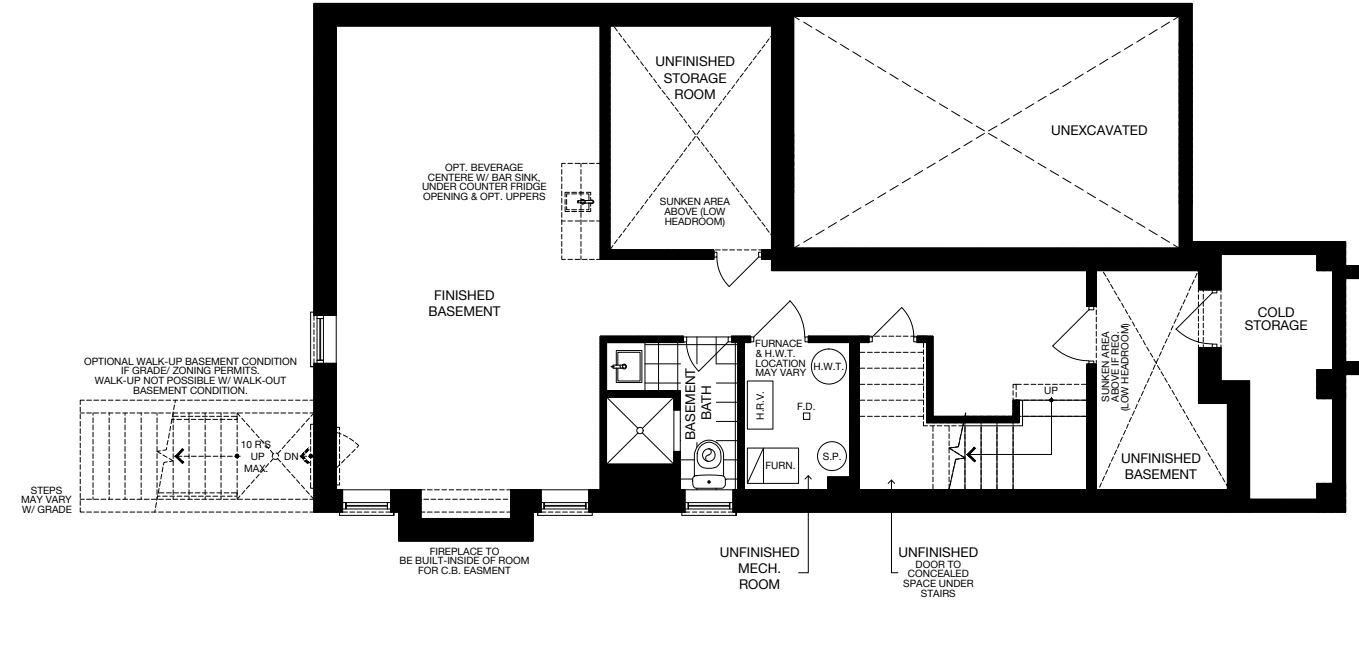 UNFINISHED
STORAGE
ROOM
UNEXCAVATED
OPT. BEVERAGE
CENTERE W/ BAR SINK,
UNDER COUNTER FRIDGE
OPENING & OPT. UPPERS
SUNKEN AREA
ABOVE (LOW
HEADROOM)
FINISHED
BASEMENT
COLD
STORAGE
OPTIONAL WALK-UP BASEMENT CONDITION
IF GRADE/ ZONING PERMITS.
WALK-UP NOT POSSIBLE W/ WALK-OUT
BASEMENT CONDITION.
FURNACE
& H.W.T.
LOCATION
MAY VARY
H.W.T.
SUNKEN AREA
ABOVE IF REQ.
(LOW HEADROOM)
BASEMENT
BATH
H.R.V.
F.D.
UP
10 R'S
UP
MAX.
DN
FURN.
S.P.
UNFINISHED
BASEMENT
STEPS
MAY VARY
W/ GRADE
FIREPLACE TO
BE BUILT-INSIDE OF ROOM
FOR C.B. EASMENT
UNFINISHED
MECH.
ROOM
UNFINISHED
DOOR TO
CONCEALED
SPACE UNDER
STAIRS